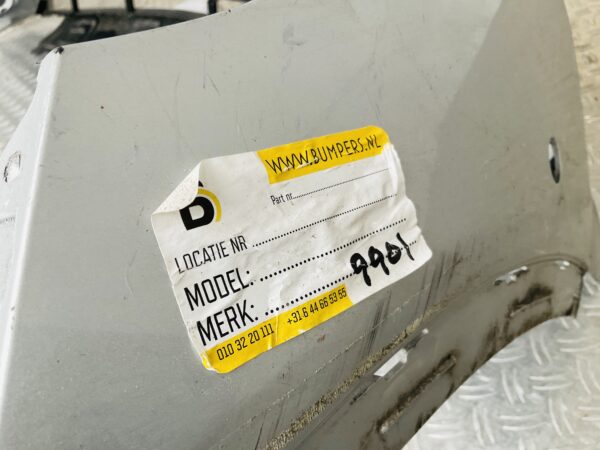 WWW.BUMPERS.NL
B
Part nr.
LOCATIE NR
MODEL:
MERK: 9901
010 32 20 111 +31 6 44 66 53 55